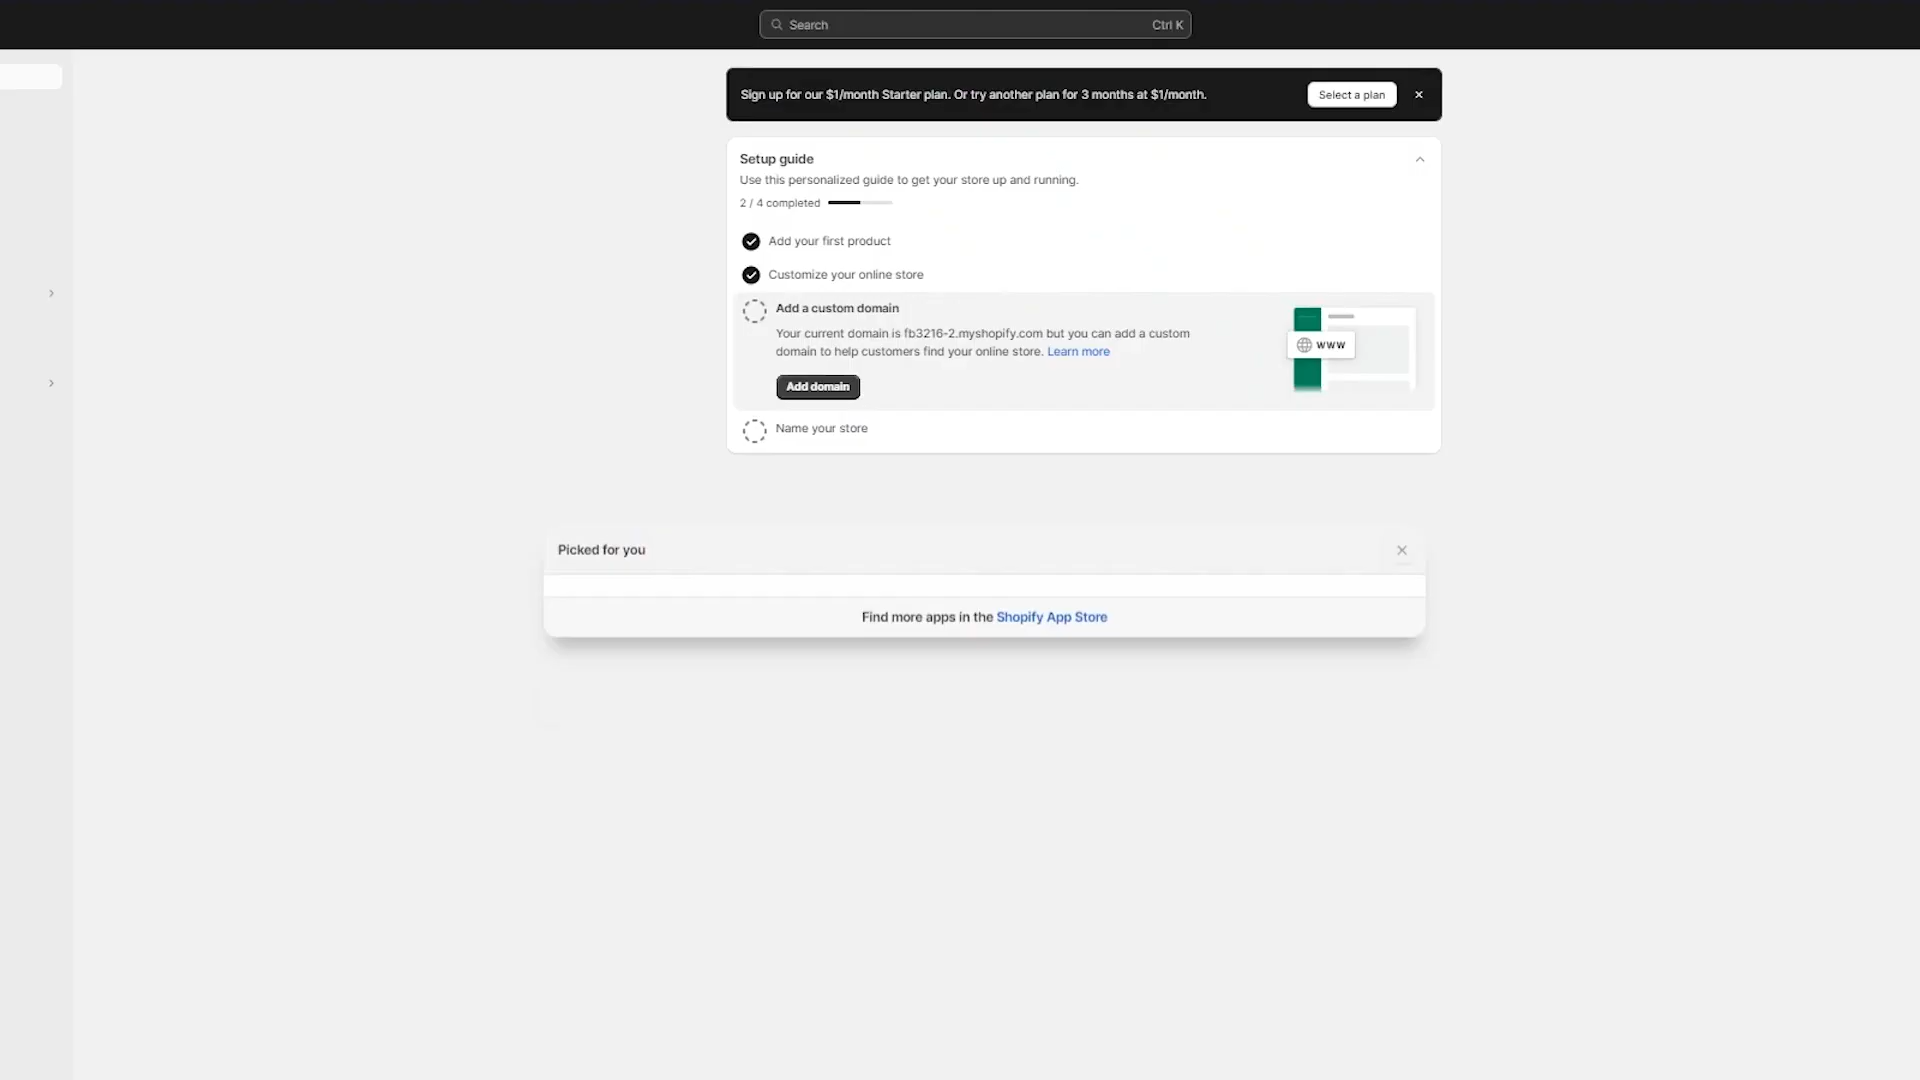 Search
Ctrl K
Sign up for our $1/month Starter plan. Or try another plan for 3 months at $1/month.
Select a plan
Setup guide
Use this personalized guide to get your store up and running.
2 / 4 completed
Add your first product
Customize your online store
Add a custom domain
Your current domain is fb3216-2.myshopify.com but you can add a custom
domain to help customers find your online store. Learn more
www
Add domain
Name your store
Picked for you
Find more apps in the Shopify App Store